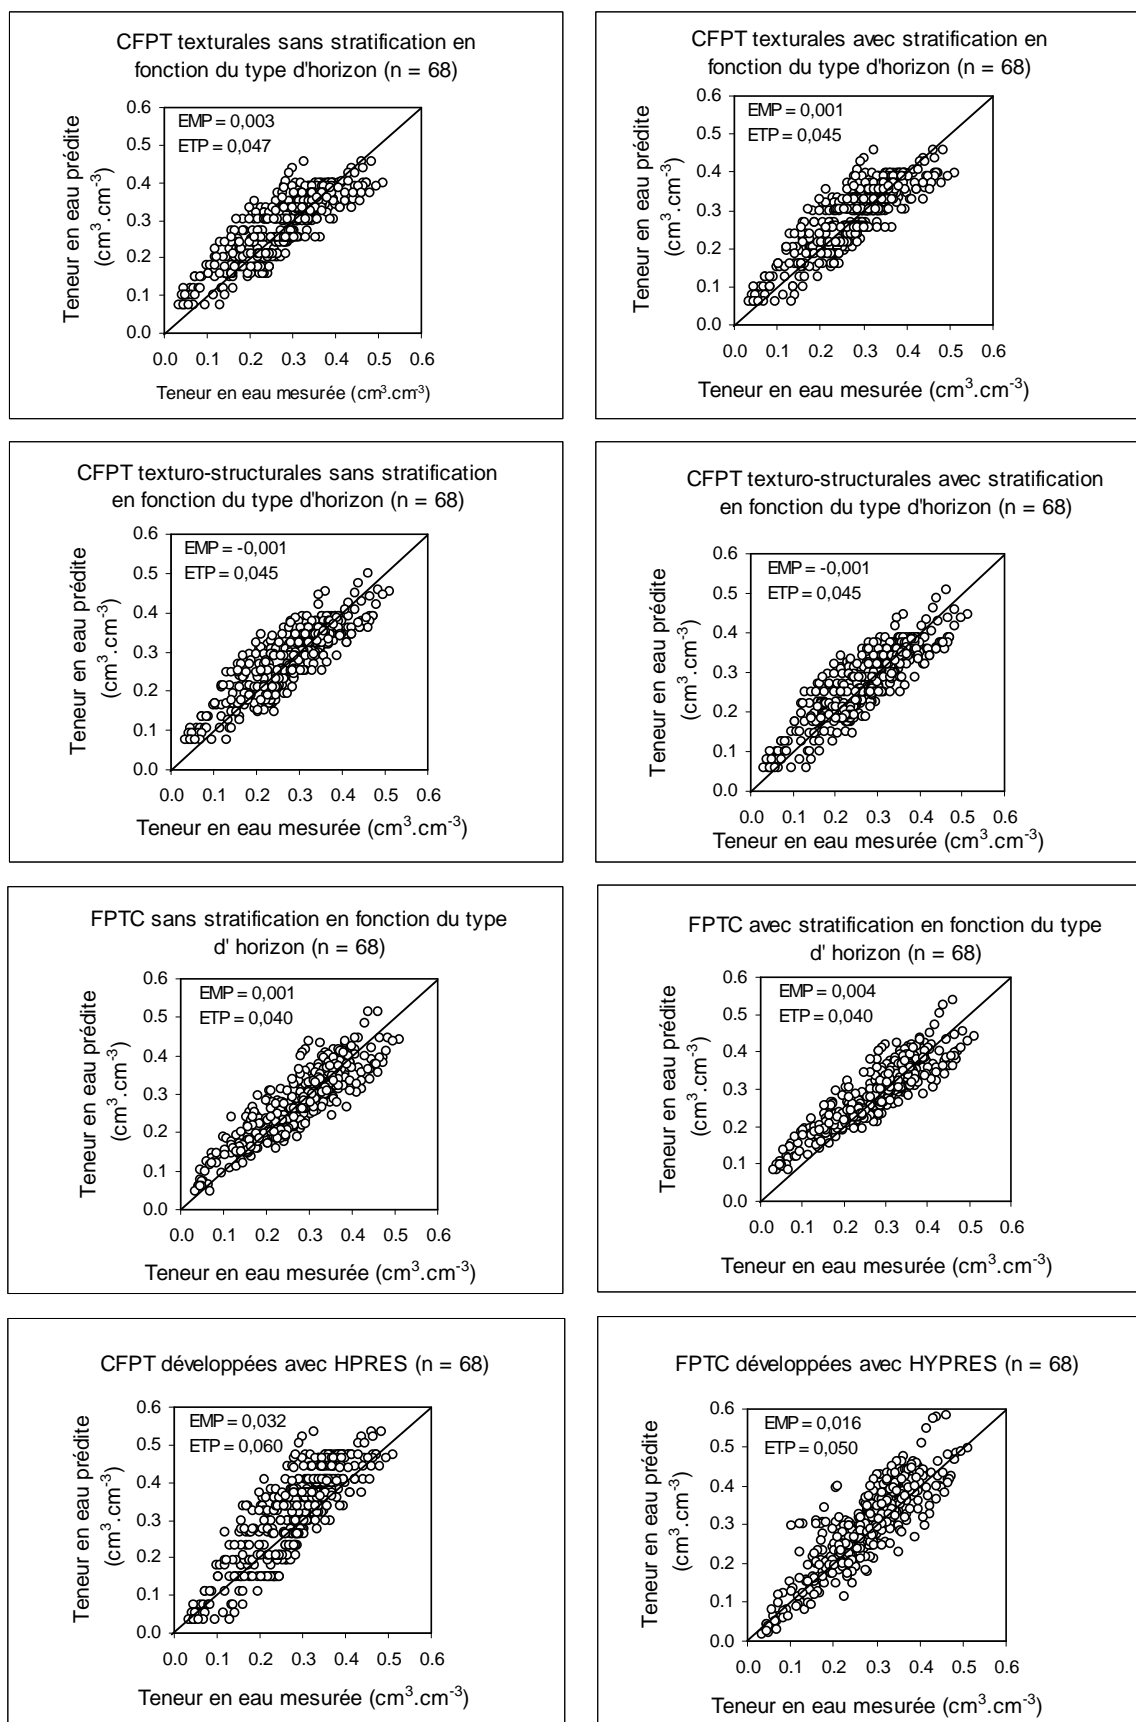 CFPT texturales sans stratification en
fonction du type d'horizon (n = 68)
EMP = 0,003
ETP = 0,047
Teneur en eau prédite
(cm³.cm⁻³)
0.6
0.5
0.4
0.3
0.2
0.1
0.0
0.0 0.1 0.2 0.3 0.4 0.5 0.6
Teneur en eau mesurée (cm³.cm³)
CFPT texturales avec stratification en
fonction du type d'horizon (n = 68)
EMP = 0,001
ETP = 0,045
Teneur en eau prédite
(cm³.cm⁻³)
0.6
0.5
0.4
0.3
0.2
0.1
0.0
0.0 0.1 0.2 0.3 0.4 0.5 0.6
Teneur en eau mesurée (cm³.cm⁻³)
CFPT texturo-structurales sans stratification
en fonction du type d'horizon (n = 68)
EMP = -0,001
ETP = 0,045
Teneur en eau prédite
(cm³.cm⁻³)
0.6
0.5
0.4
0.3
0.2
0.1
0.0
0.0 0.1 0.2 0.3 0.4 0.5 0.6
Teneur en eau mesurée (cm³.cm⁻³)
CFPT texturo-structurales avec stratification
en fonction du type d'horizon (n = 68)
EMP = -0,001
ETP = 0,045
Teneur en eau prédite
(cm³.cm⁻³)
0.6
0.5
0.4
0.3
0.2
0.1
0.0
0.0 0.1 0.2 0.3 0.4 0.5 0.6
Teneur en eau mesurée (cm³.cm⁻³)
FPTC sans stratification en fonction du type
d' horizon (n = 68)
EMP = 0,001
ETP = 0,040
Teneur en eau prédite
(cm³.cm⁻³)
0.6
0.5
0.4
0.3
0.2
0.1
0.0
0.0 0.1 0.2 0.3 0.4 0.5 0.6
Teneur en eau mesurée (cm³.cm⁻³)
FPTC avec stratification en fonction du type
d' horizon (n = 68)
EMP = 0,004
ETP = 0,040
Teneur en eau prédite
(cm³.cm⁻³)
0.6
0.5
0.4
0.3
0.2
0.1
0.0
0.0 0.1 0.2 0.3 0.4 0.5 0.6
Teneur en eau mesurée (cm³.cm⁻³)
CFPT développées avec HPRES (n = 68)
EMP = 0,032
ETP = 0,060
Teneur en eau prédite
(cm³.cm⁻³)
0.6
0.5
0.4
0.3
0.2
0.1
0.0
0.0 0.1 0.2 0.3 0.4 0.5 0.6
Teneur en eau mesurée (cm³.cm⁻³)
FPTC développées avec HYPRES (n = 68)
EMP = 0,016
ETP = 0,050
Teneur en eau prédite
(cm³.cm⁻³)
0.6
0.5
0.4
0.3
0.2
0.1
0.0
0.0 0.1 0.2 0.3 0.4 0.5 0.6
Teneur en eau mesurée (cm³.cm⁻³)